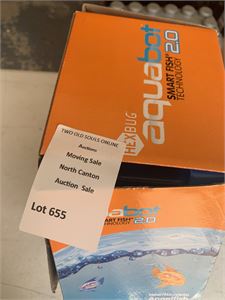 HEXBUG
aquabot
2.0
SMART FISH
TECHNOLOGY
TWO OLD SOULS ONLINE
Auctions
Moving Sale
North Canton
Auction Sale
Lot 655
aquabot
SMART FISH
TECHNOLOGY
2.0